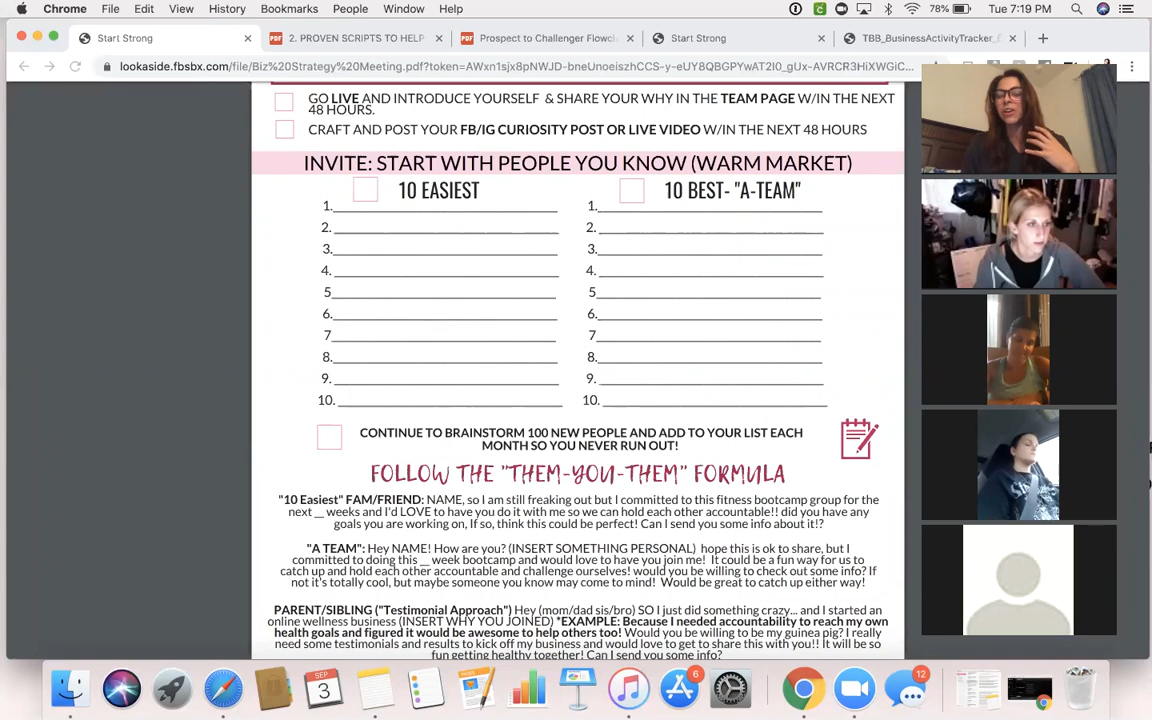 Chrome File Edit View History Bookmarks People Window Help 78% Tue 7:19 PM
Start Strong 2. PROVEN SCRIPTS TO HELP Prospect to Challenger Flowch Start Strong TBB_BusinessActivityTracker_
lookaside.fbsbx.com/file/Biz%20Strategy%20Meeting.pdf?token=AWxn1sjx8pNWJD-bneUnoeiszhCCS-y-eUY8QBGPYwAT2I0_gUx-AVRCR3HiXWGiC...
GO LIVE AND INTRODUCE YOURSELF & SHARE YOUR WHY IN THE TEAM PAGE W/IN THE NEXT
48 HOURS.
CRAFT AND POST YOUR FB/IG CURIOSITY POST OR LIVE VIDEO W/IN THE NEXT 48 HOURS
INVITE: START WITH PEOPLE YOU KNOW (WARM MARKET)
10 EASIEST 10 BEST- "A-TEAM"
1. 1.
2. 2.
3. 3.
4. 4.
5 5
6. 6.
7 7
8. 8.
9. 9.
10. 10.
CONTINUE TO BRAINSTORM 100 NEW PEOPLE AND ADD TO YOUR LIST EACH
MONTH SO YOU NEVER RUN OUT!
FOLLOW THE "THEM-YOU-THEM" FORMULA
"10 Easiest" FAM/FRIEND: NAME, so I am still freaking out but I committed to this fitness bootcamp group for the
next __ weeks and I'd LOVE to have you do it with me so we can hold each other accountable!! did you have any
goals you are working on, If so, think this could be perfect! Can I send you some info about it!?
"A TEAM": Hey NAME! How are you? (INSERT SOMETHING PERSONAL) hope this is ok to share, but I
committed to doing this __ week bootcamp and would love to have you join me! It could be a fun way for us to
catch up and hold each other accountable and challenge ourselves! would you be willing to check out some info? If
not it's totally cool, but maybe someone you know may come to mind! Would be great to catch up either way!
PARENT/SIBLING ("Testimonial Approach") Hey (mom/dad sis/bro) SO I just did something crazy... and I started an
online wellness business (INSERT WHY YOU JOINED) *EXAMPLE: Because I needed accountability to reach my own
health goals and figured it would be awesome to help others too! Would you be willing to be my guinea pig? I really
need some testimonials and results to kick off my business and would love to get to share this with you!! It will be so
fun getting healthy together! Can I send you some info?
SEP
3
6
12